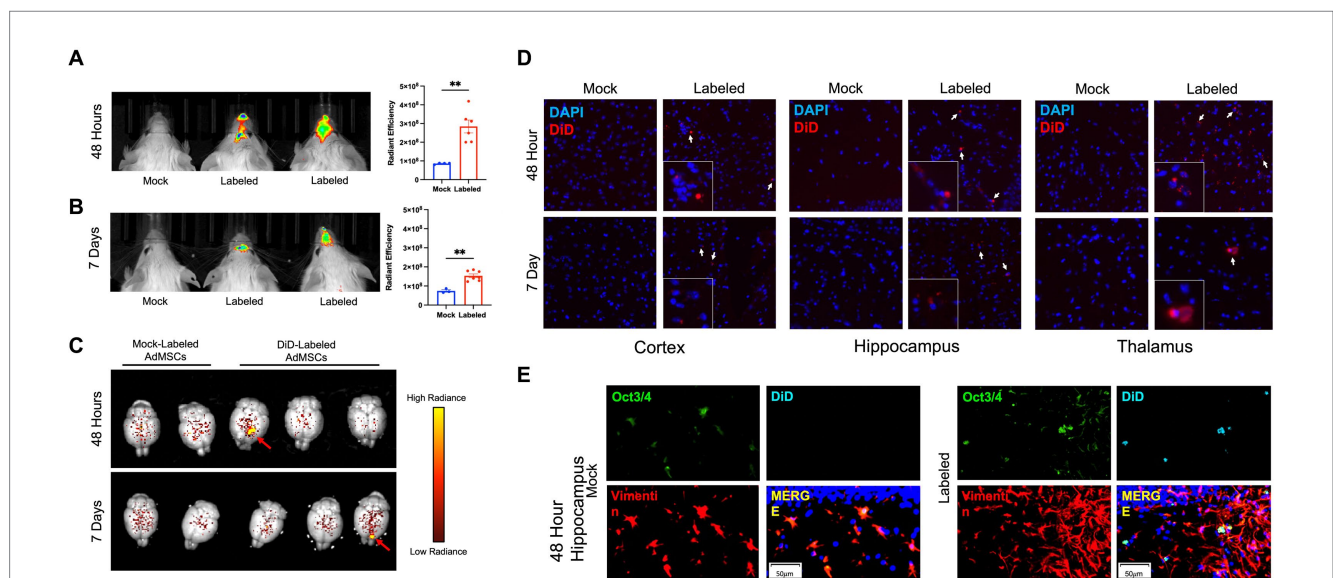 A
48 Hours
Mock
Labeled
Labeled
Radiant Efficiency
5×10⁸
4×10⁸
3×10⁸
2×10⁸
1×10⁸
0
**
Mock Labeled
B
7 Days
Mock
Labeled
Labeled
Radiant Efficiency
5×10⁸
4×10⁸
3×10⁸
2×10⁸
1×10⁸
0
**
Mock Labeled
C
Mock-Labeled
AdMSCs
DiD-Labeled
AdMSCs
48 Hours
7 Days
High Radiance
Low Radiance
D
Mock
Labeled
Mock
Labeled
Mock
Labeled
48 Hour
DAPI
DiD
DAPI
DiD
DAPI
DiD
7 Day
Cortex
Hippocampus
Thalamus
E
48 Hour
Hippocampus
Mock
Oct3/4
DiD
Vimenti
n
MERG
E
50μm
Labeled
Oct3/4
DiD
Vimenti
n
MERG
E
50μm